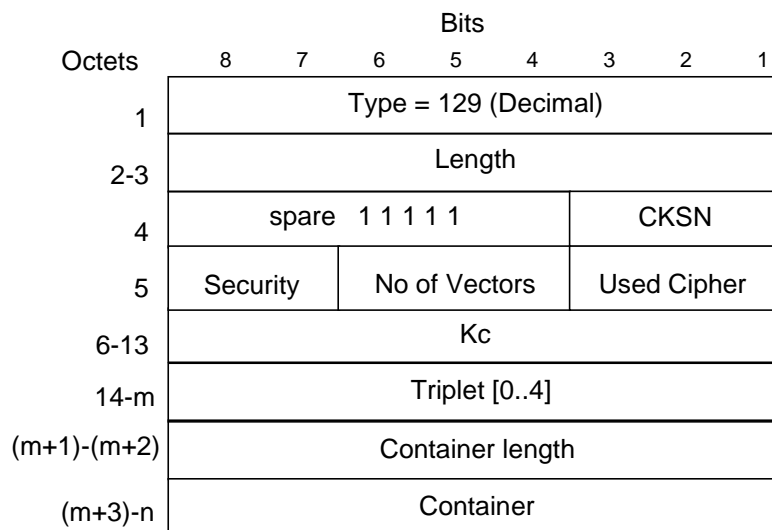 Bits
Octets 8 7 6 5 4 3 2 1
1 Type = 129 (Decimal)
2-3 Length
4 spare 1 1 1 1 1 CKSN
5 Security No of Vectors Used Cipher
6-13 Kc
14-m Triplet [0..4]
(m+1)-(m+2) Container length
(m+3)-n Container